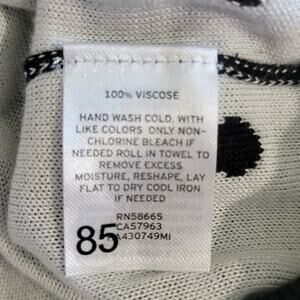 100% VISCOSE
HAND WASH COLD, WITH
LIKE COLORS ONLY NON-
CHLORINE BLEACH IF
NEEDED ROLL IN TOWEL TO
REMOVE EXCESS
MOISTURE, RESHAPE, LAY
FLAT TO DRY COOL IRON
IF NEEDED
RN58665
CA57963
A430749MI
85